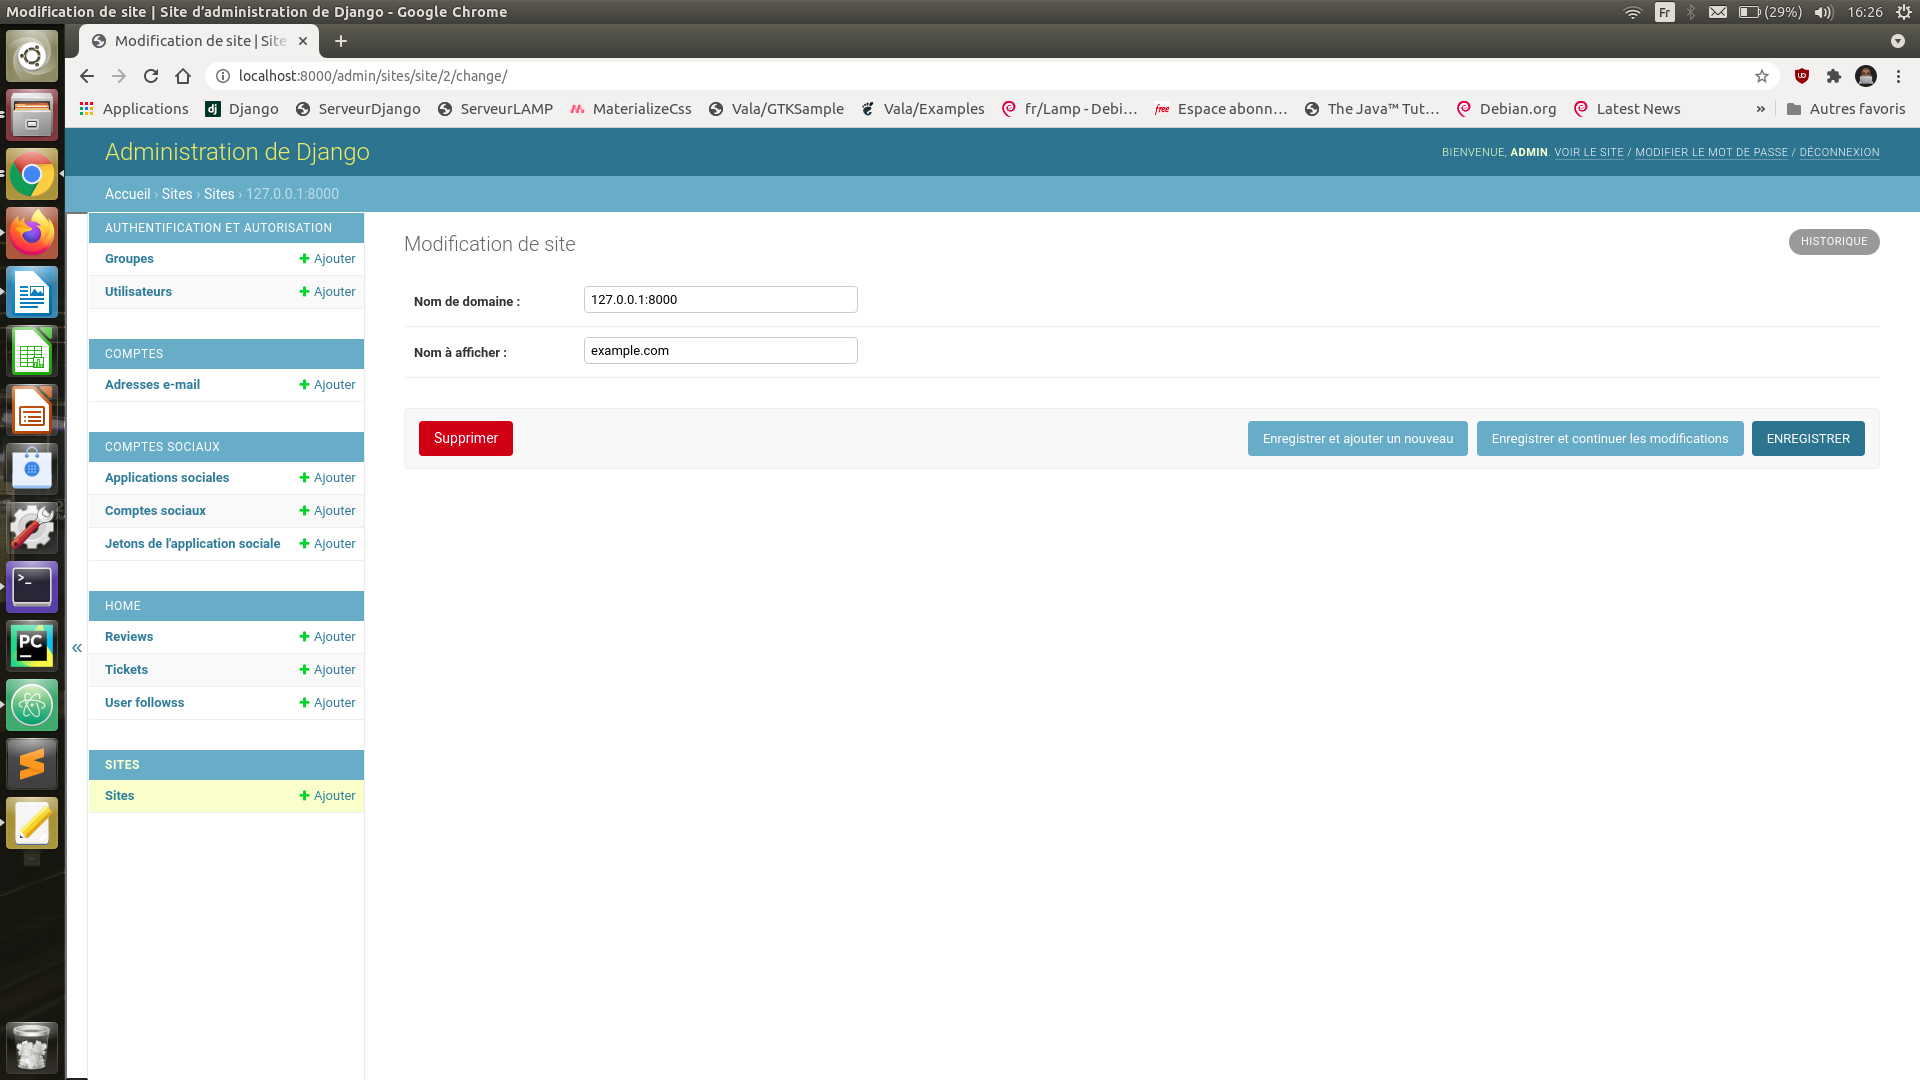 Modification de site | Site d’administration de Django - Google Chrome
Fr (29%) 16:26
Modification de site | Site
localhost:8000/admin/sites/site/2/change/
Applications Django ServeurDjango ServeurLAMP MaterializeCss Vala/GTKSample Vala/Examples fr/Lamp - Debi… Espace abonn… The Java™ Tut… Debian.org Latest News » Autres favoris
Administration de Django
BIENVENUE, ADMIN. VOIR LE SITE / MODIFIER LE MOT DE PASSE / DÉCONNEXION
Accueil › Sites › Sites › 127.0.0.1:8000
AUTHENTIFICATION ET AUTORISATION
Groupes Ajouter
Utilisateurs Ajouter
COMPTES
Adresses e-mail Ajouter
COMPTES SOCIAUX
Applications sociales Ajouter
Comptes sociaux Ajouter
Jetons de l'application sociale Ajouter
HOME
Reviews Ajouter
Tickets Ajouter
User followss Ajouter
SITES
Sites Ajouter
«
Modification de site
HISTORIQUE
Nom de domaine : 127.0.0.1:8000
Nom à afficher : example.com
Supprimer Enregistrer et ajouter un nouveau Enregistrer et continuer les modifications ENREGISTRER